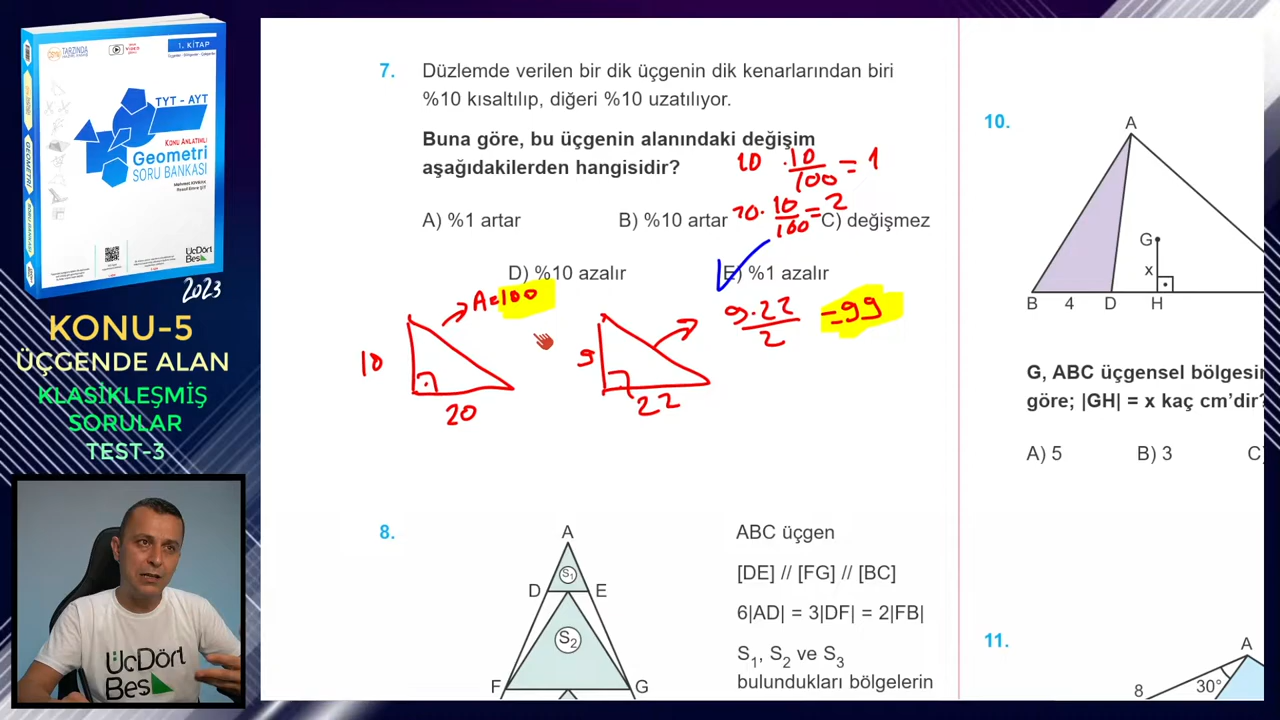 TARZINDA
1. KİTAP
TYT - AYT
KONU ANLATIMLI
Geometri
SORU BANKASI
ÜçDört
Beş
2023
KONU-5
ÜÇGENDE ALAN
KLASİKLEŞMİŞ
SORULAR
TEST-3
ÜçDört
Beş
7. Düzlemde verilen bir dik üçgenin dik kenarlarından biri
%10 kısaltılıp, diğeri %10 uzatılıyor.
Buna göre, bu üçgenin alanındaki değişim
aşağıdakilerden hangisidir?
10 · 10/100 = 1
20 · 10/100 = 2
A) %1 artar B) %10 artar C) değişmez
D) %10 azalır E) %1 azalır
A=100
10
20
9
22
9·22/2 = 99
8.
A
S1
D E
S2
F G
ABC üçgen
[DE] // [FG] // [BC]
6|AD| = 3|DF| = 2|FB|
S1, S2 ve S3
bulundukları bölgelerin
10.
A
G
x
B 4 D H
G, ABC üçgensel
göre; |GH| = x kaç cm'dir?
A) 5 B) 3 C)
11.
A
8 30°